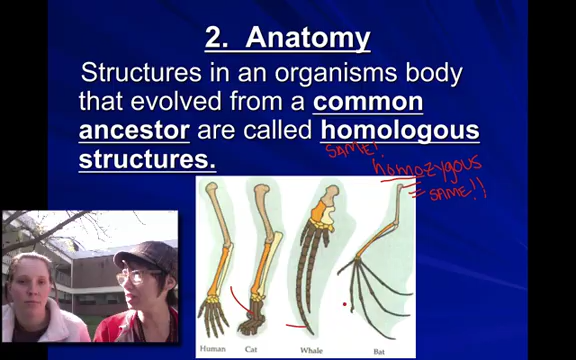 2. Anatomy
Structures in an organisms body
that evolved from a common
ancestor are called homologous
structures.
SAME!
homozygous
= SAME!!
Human
Cat
Whale
Bat